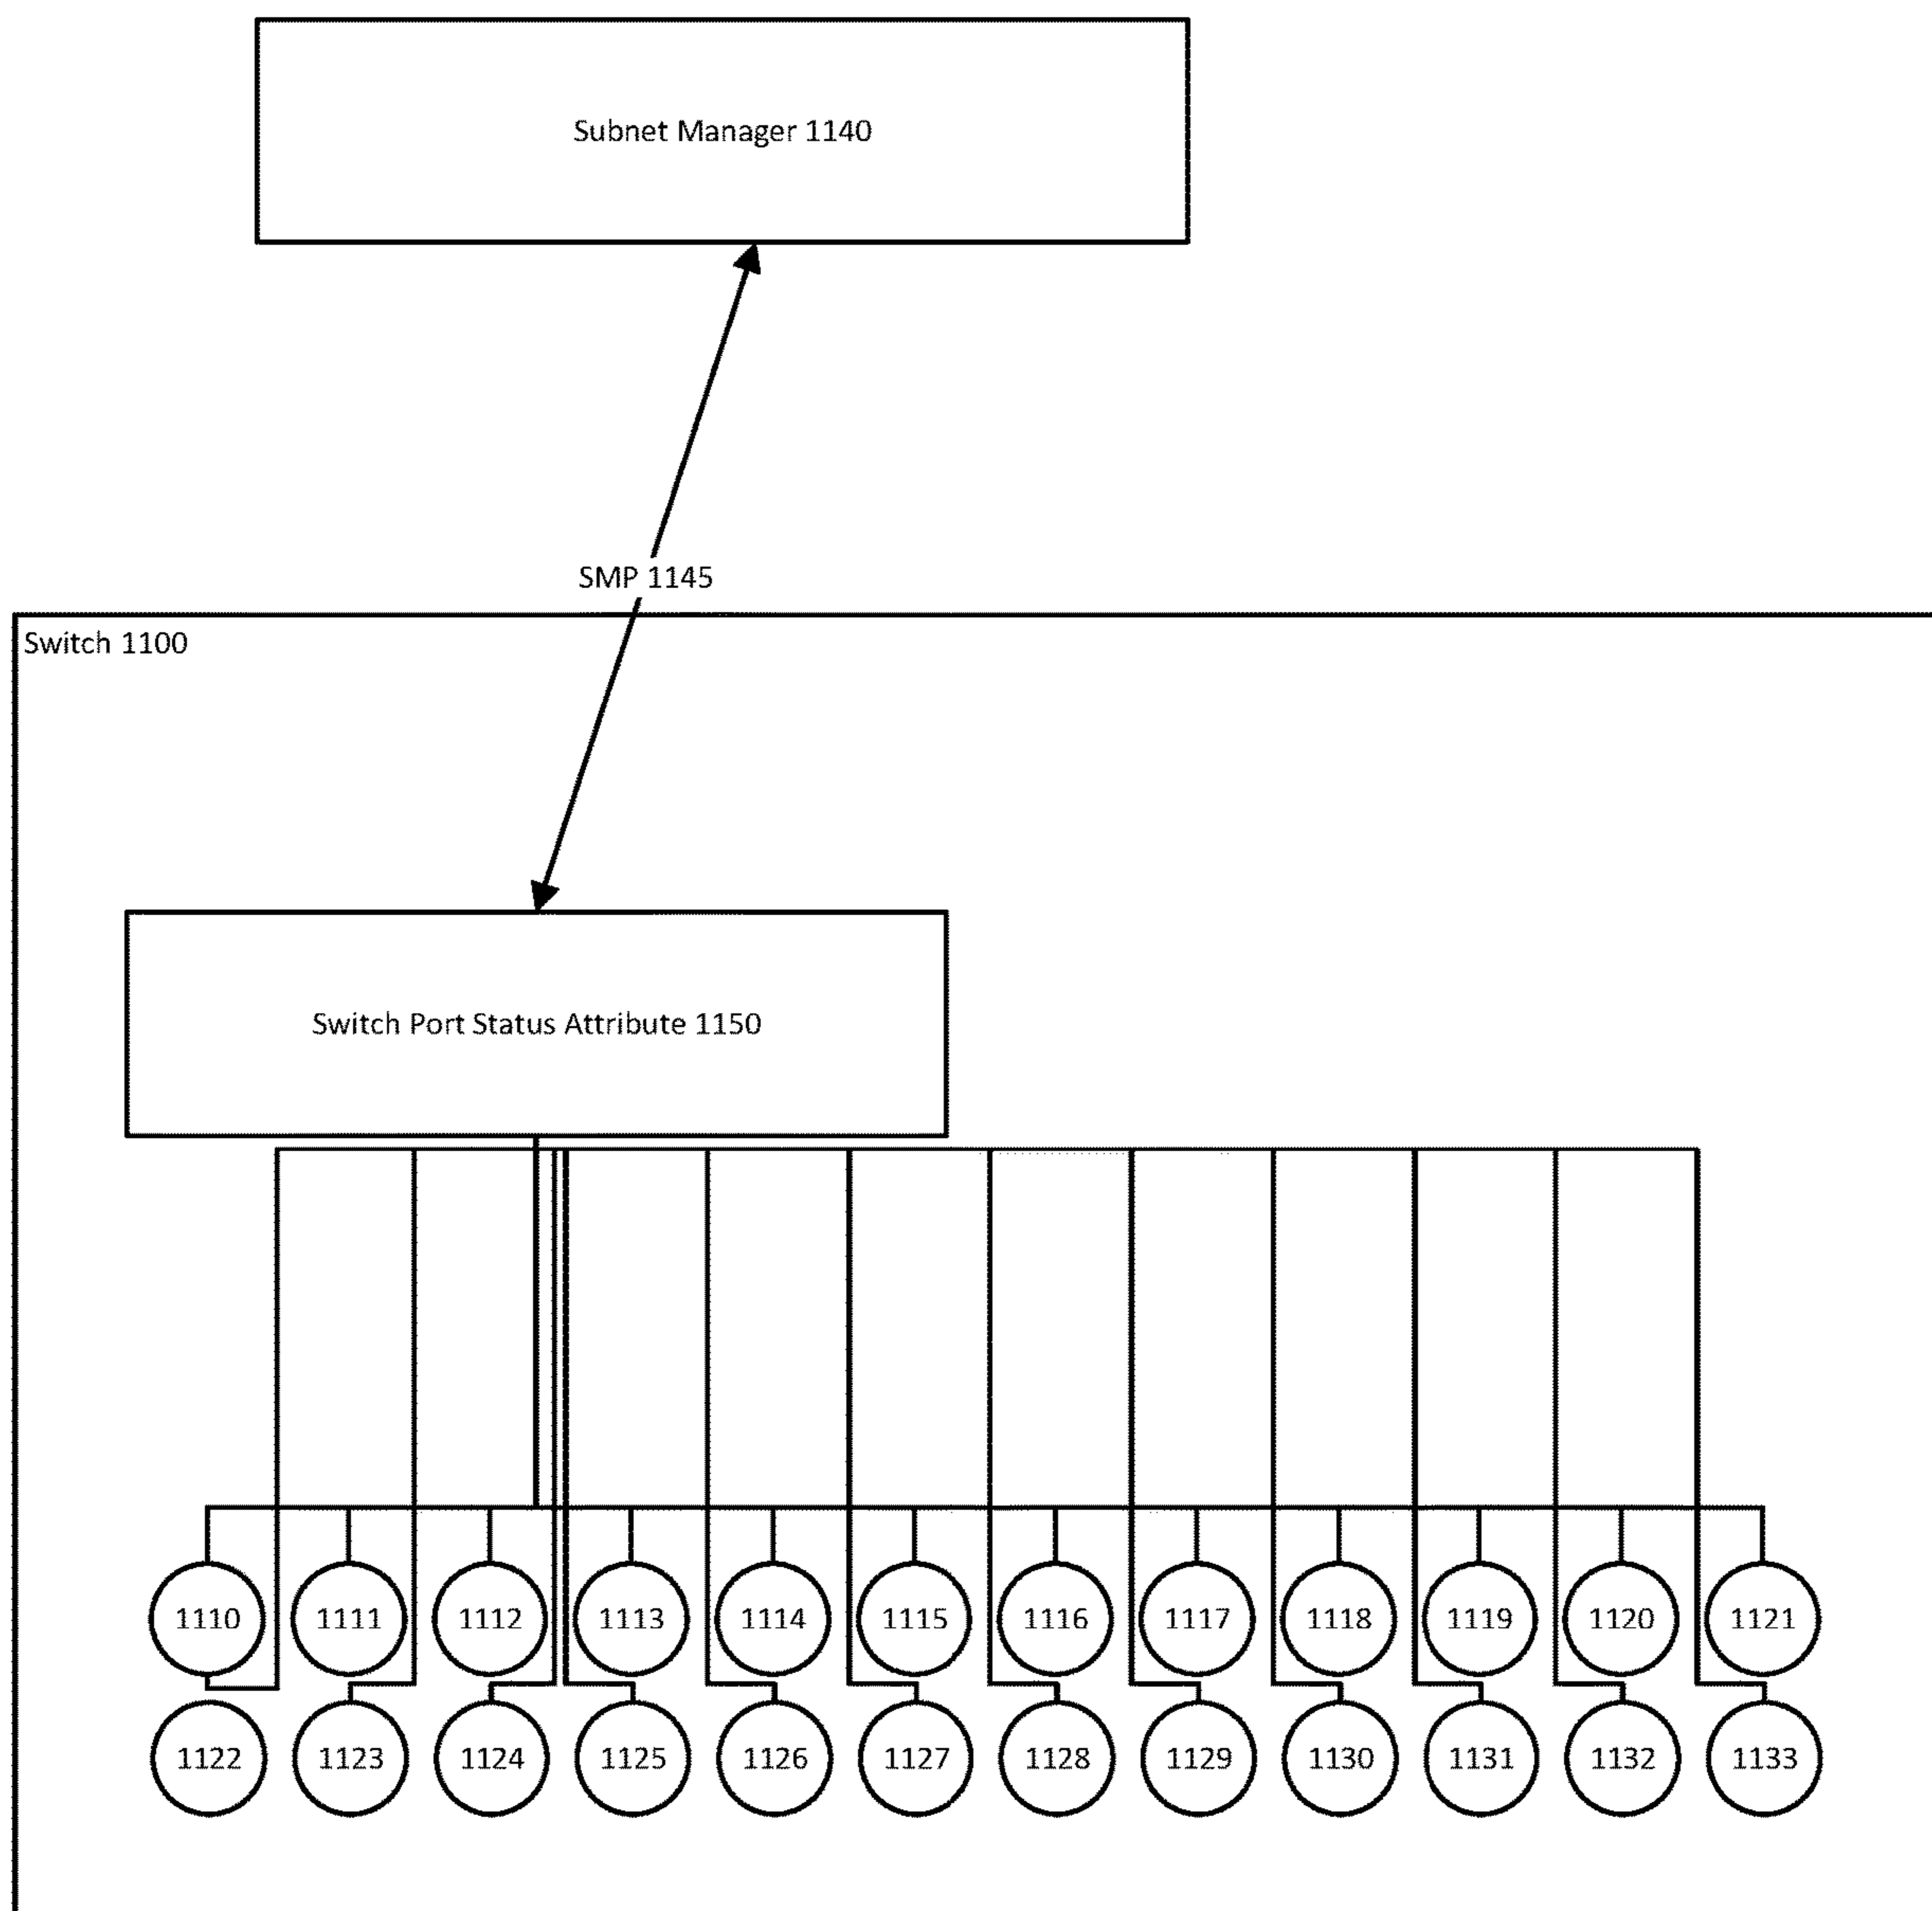 Subnet Manager 1140
SMP 1145
Switch 1100
Switch Port Status Attribute 1150
1110 1111 1112 1113 1114 1115 1116 1117 1118 1119 1120 1121
1122 1123 1124 1125 1126 1127 1128 1129 1130 1131 1132 1133